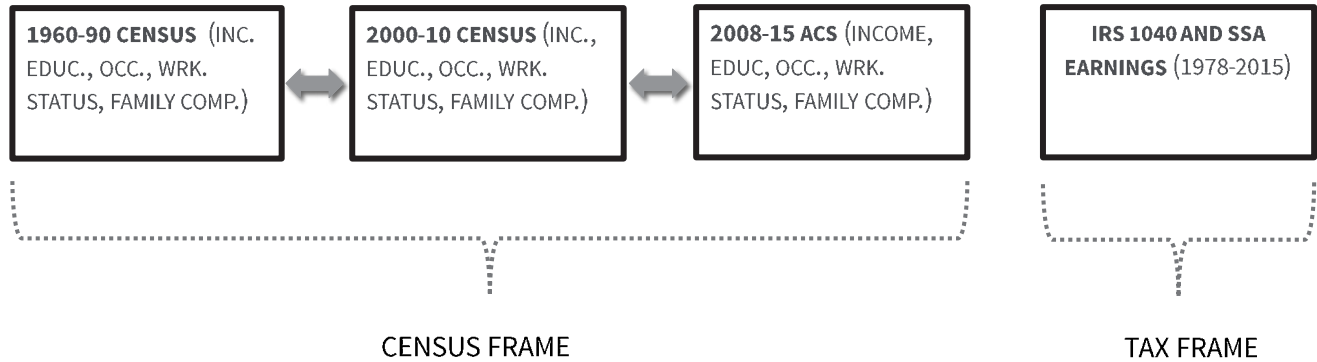 1960-90 CENSUS (INC.
EDUC., OCC., WRK.
STATUS, FAMILY COMP.)
2000-10 CENSUS (INC.,
EDUC., OCC., WRK.
STATUS, FAMILY COMP.)
2008-15 ACS (INCOME,
EDUC, OCC., WRK.
STATUS, FAMILY COMP.)
IRS 1040 AND SSA
EARNINGS (1978-2015)
CENSUS FRAME
TAX FRAME